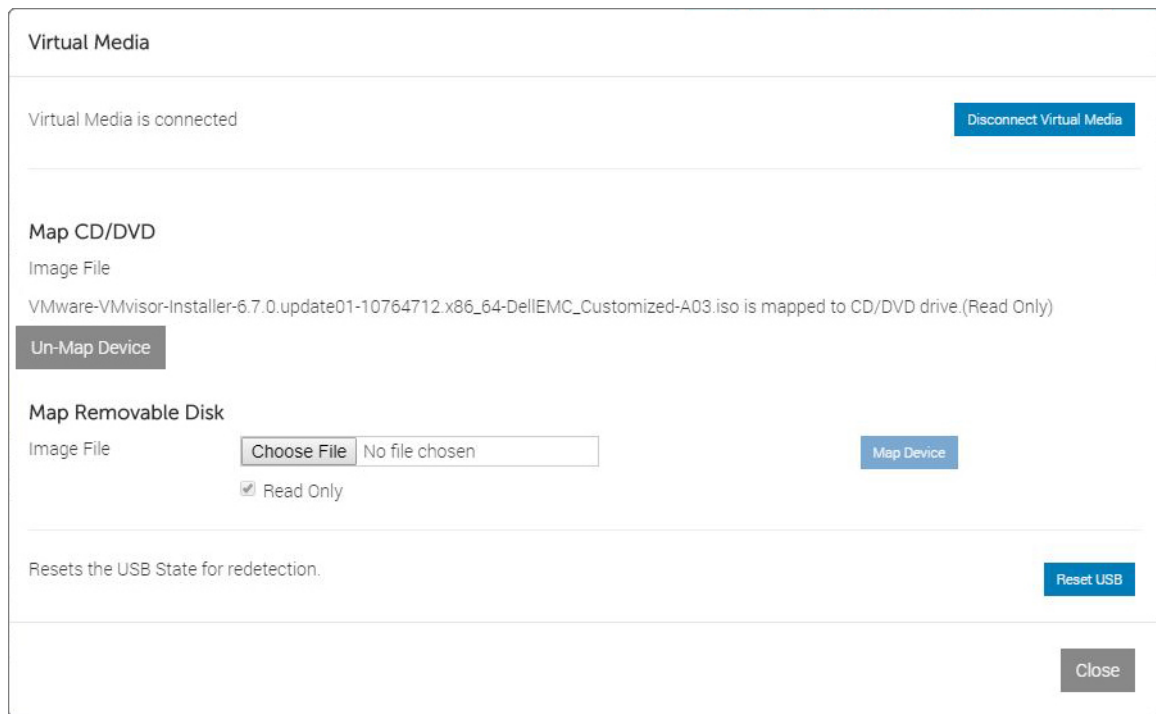 Virtual Media
Virtual Media is connected
Disconnect Virtual Media
Map CD/DVD
Image File
VMware-VMvisor-Installer-6.7.0.update01-10764712.x86_64-DellEMC_Customized-A03.iso is mapped to CD/DVD drive.(Read Only)
Un-Map Device
Map Removable Disk
Image File
Choose File No file chosen
Map Device
Read Only
Resets the USB State for redetection.
Reset USB
Close